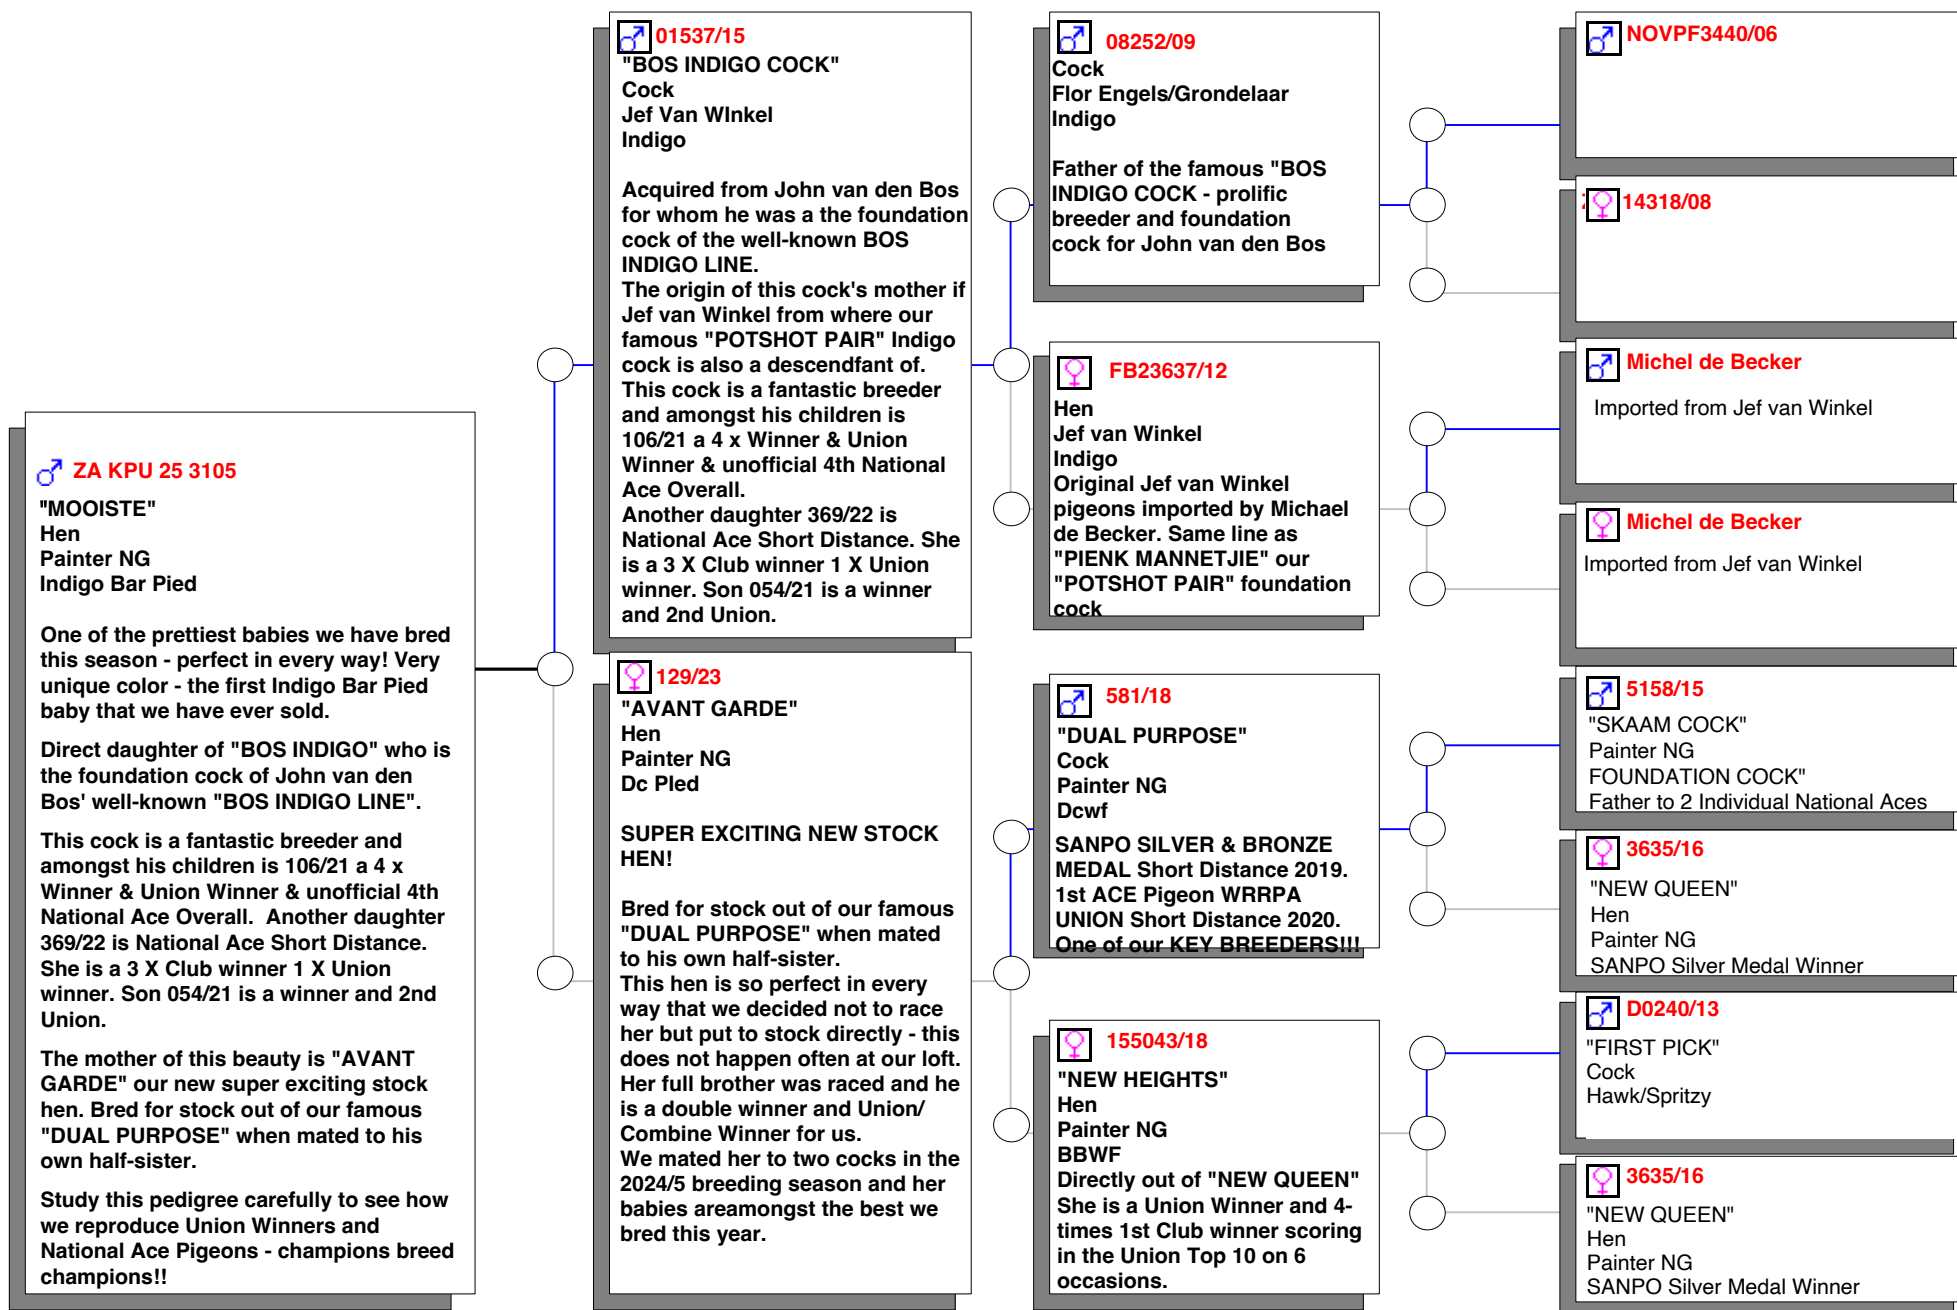 ZA KPU 25 3105
"MOOISTE"
Hen
Painter NG
Indigo Bar Pied
One of the prettiest babies we have bred
this season - perfect in every way! Very
unique color - the first Indigo Bar Pied
baby that we have ever sold.
Direct daughter of "BOS INDIGO" who is
the foundation cock of John van den
Bos' well-known "BOS INDIGO LINE".
This cock is a fantastic breeder and
amongst his children is 106/21 a 4 x
Winner & Union Winner & unofficial 4th
National Ace Overall.  Another daughter
369/22 is National Ace Short Distance.
She is a 3 X Club winner 1 X Union
winner. Son 054/21 is a winner and 2nd
Union.
The mother of this beauty is "AVANT
GARDE" our new super exciting stock
hen. Bred for stock out of our famous
"DUAL PURPOSE" when mated to his
own half-sister.
Study this pedigree carefully to see how
we reproduce Union Winners and
National Ace Pigeons - champions breed
champions!!
01537/15
"BOS INDIGO COCK"
Cock
Jef Van WInkel
Indigo
Acquired from John van den Bos
for whom he was a the foundation
cock of the well-known BOS
INDIGO LINE.
The origin of this cock's mother if
Jef van Winkel from where our
famous "POTSHOT PAIR" Indigo
cock is also a descendfant of.
This cock is a fantastic breeder
and amongst his children is
106/21 a 4 x Winner & Union
Winner & unofficial 4th National
Ace Overall.
Another daughter 369/22 is
National Ace Short Distance. She
is a 3 X Club winner 1 X Union
winner. Son 054/21 is a winner
and 2nd Union.
129/23
"AVANT GARDE"
Hen
Painter NG
Dc Pled
SUPER EXCITING NEW STOCK
HEN!
Bred for stock out of our famous
"DUAL PURPOSE" when mated
to his own half-sister.
This hen is so perfect in every
way that we decided not to race
her but put to stock directly - this
does not happen often at our loft.
Her full brother was raced and he
is a double winner and Union/
Combine Winner for us.
We mated her to two cocks in the
2024/5 breeding season and her
babies areamongst the best we
bred this year.
08252/09
Cock
Flor Engels/Grondelaar
Indigo
Father of the famous "BOS
INDIGO COCK - prolific
breeder and foundation
cock for John van den Bos
FB23637/12
Hen
Jef van Winkel
Indigo
Original Jef van Winkel
pigeons imported by Michael
de Becker. Same line as
"PIENK MANNETJIE" our
"POTSHOT PAIR" foundation
cock
581/18
"DUAL PURPOSE"
Cock
Painter NG
Dcwf
SANPO SILVER & BRONZE
MEDAL Short Distance 2019.
1st ACE Pigeon WRRPA
UNION Short Distance 2020.
One of our KEY BREEDERS!!!
155043/18
"NEW HEIGHTS"
Hen
Painter NG
BBWF
Directly out of "NEW QUEEN"
She is a Union Winner and 4-
times 1st Club winner scoring
in the Union Top 10 on 6
occasions.
NOVPF3440/06
14318/08
Michel de Becker
Imported from Jef van Winkel
Michel de Becker
Imported from Jef van Winkel
5158/15
"SKAAM COCK"
Painter NG
FOUNDATION COCK"
Father to 2 Individual National Aces
3635/16
"NEW QUEEN"
Hen
Painter NG
SANPO Silver Medal Winner
D0240/13
"FIRST PICK"
Cock
Hawk/Spritzy
3635/16
"NEW QUEEN"
Hen
Painter NG
SANPO Silver Medal Winner